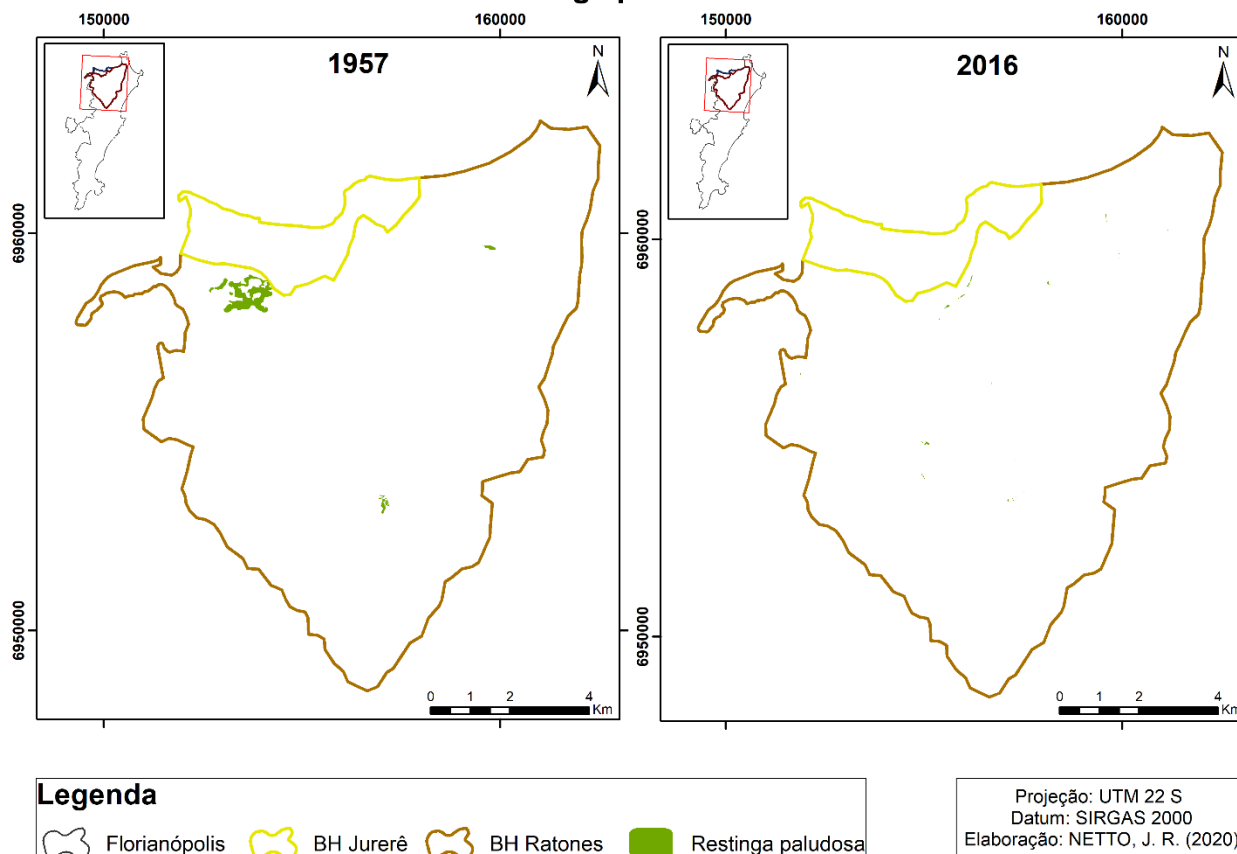 150000
160000
150000
160000
1957
N
2016
N
6960000
6960000
6950000
6950000
0 1 2 4
Km
0 1 2 4
Km
Legenda
Florianópolis
BH Jurerê
BH Ratones
Restinga paludosa
Projeção: UTM 22 S
Datum: SIRGAS 2000
Elaboração: NETTO, J. R. (2020)